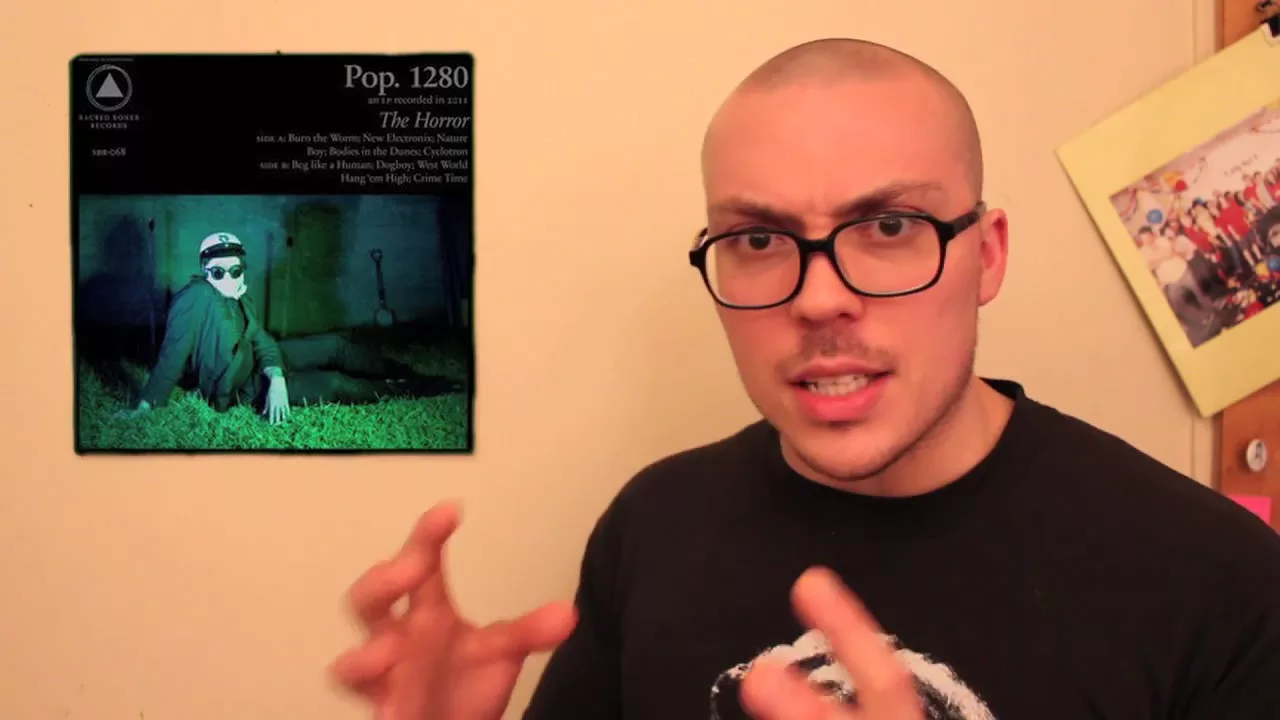 Pop. 1280
an LP recorded in 2011
The Horror
SIDE A: Burn the Worm; New Electronix; Nature
Boy; Bodies in the Dunes; Cyclotron
SIDE B: Beg like a Human; Dogboy; West World
Hang 'em High; Crime Time
SACRED BONES
RECORDS
SBR-068